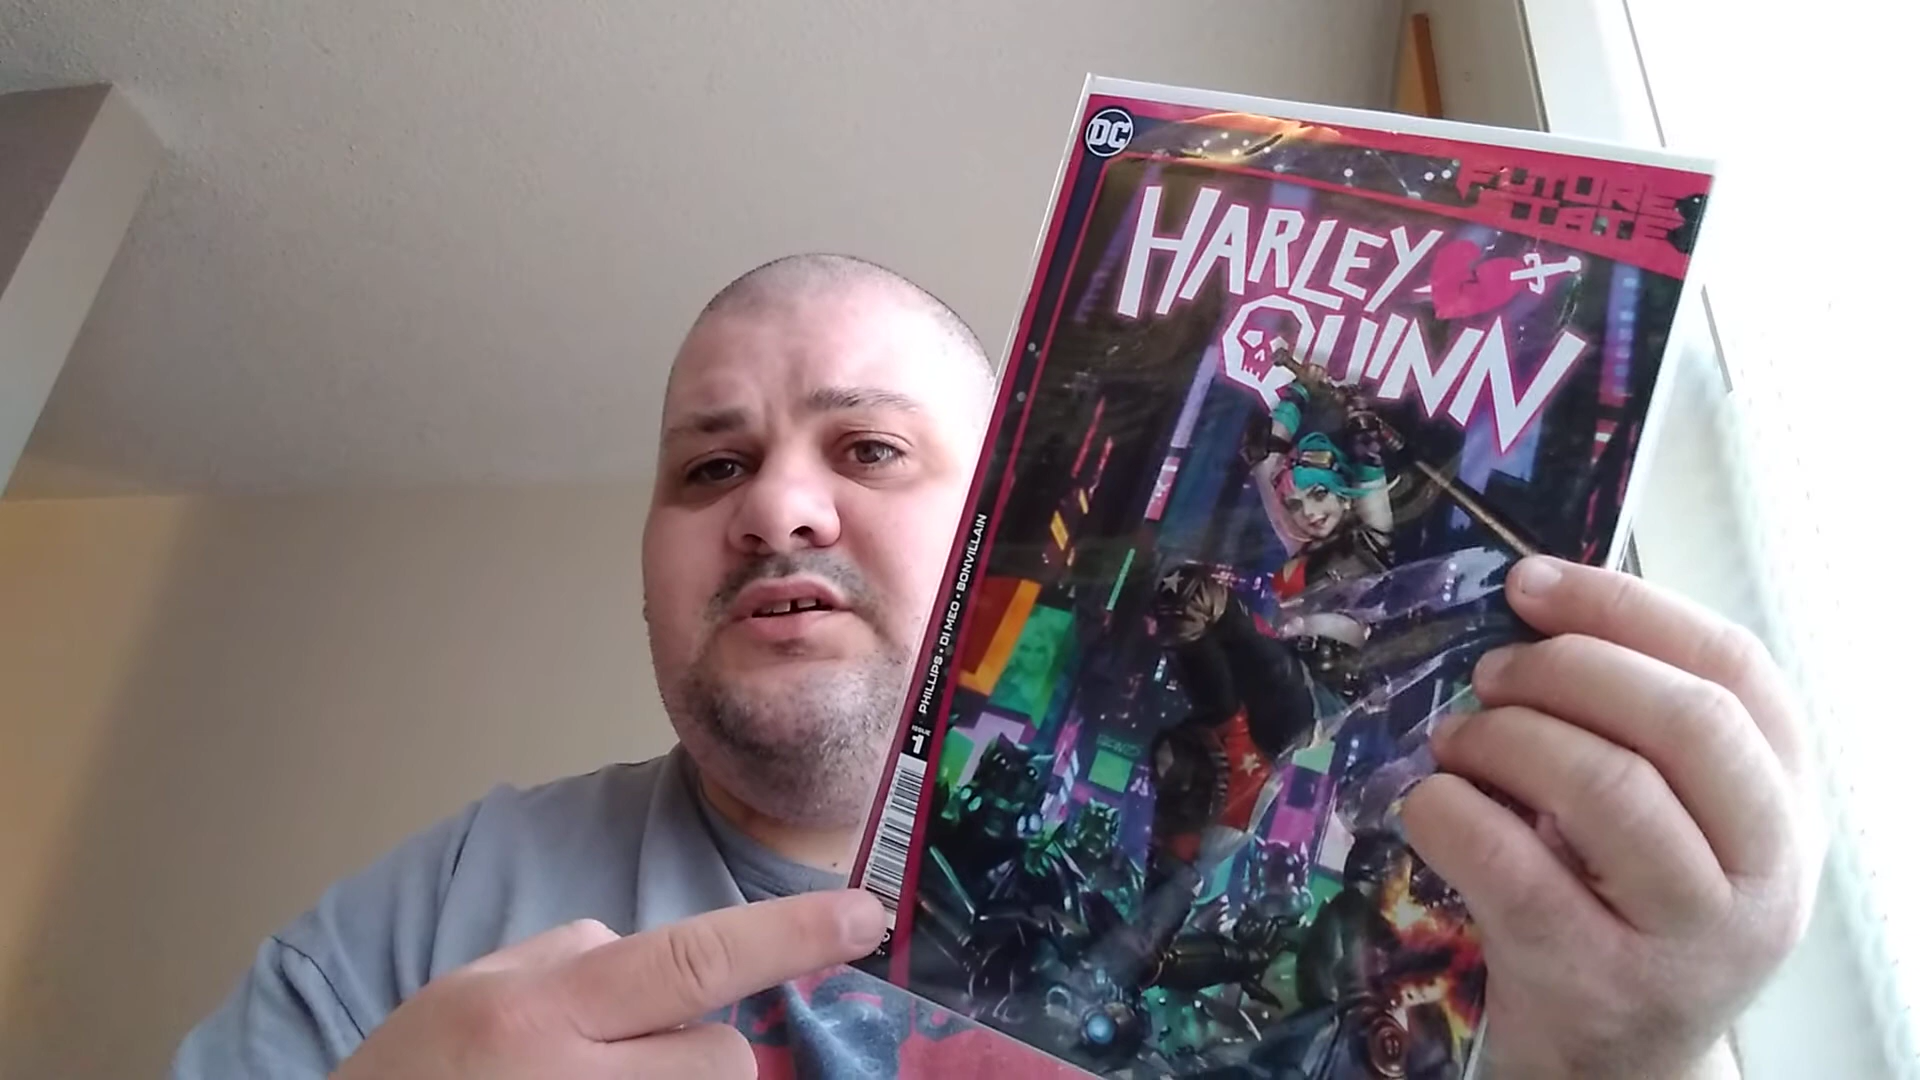 DC
FUTURE
STATE
HARLEY
QUINN
PHILLIPS • DI MEO • BONVILLAIN
ISSUE
1